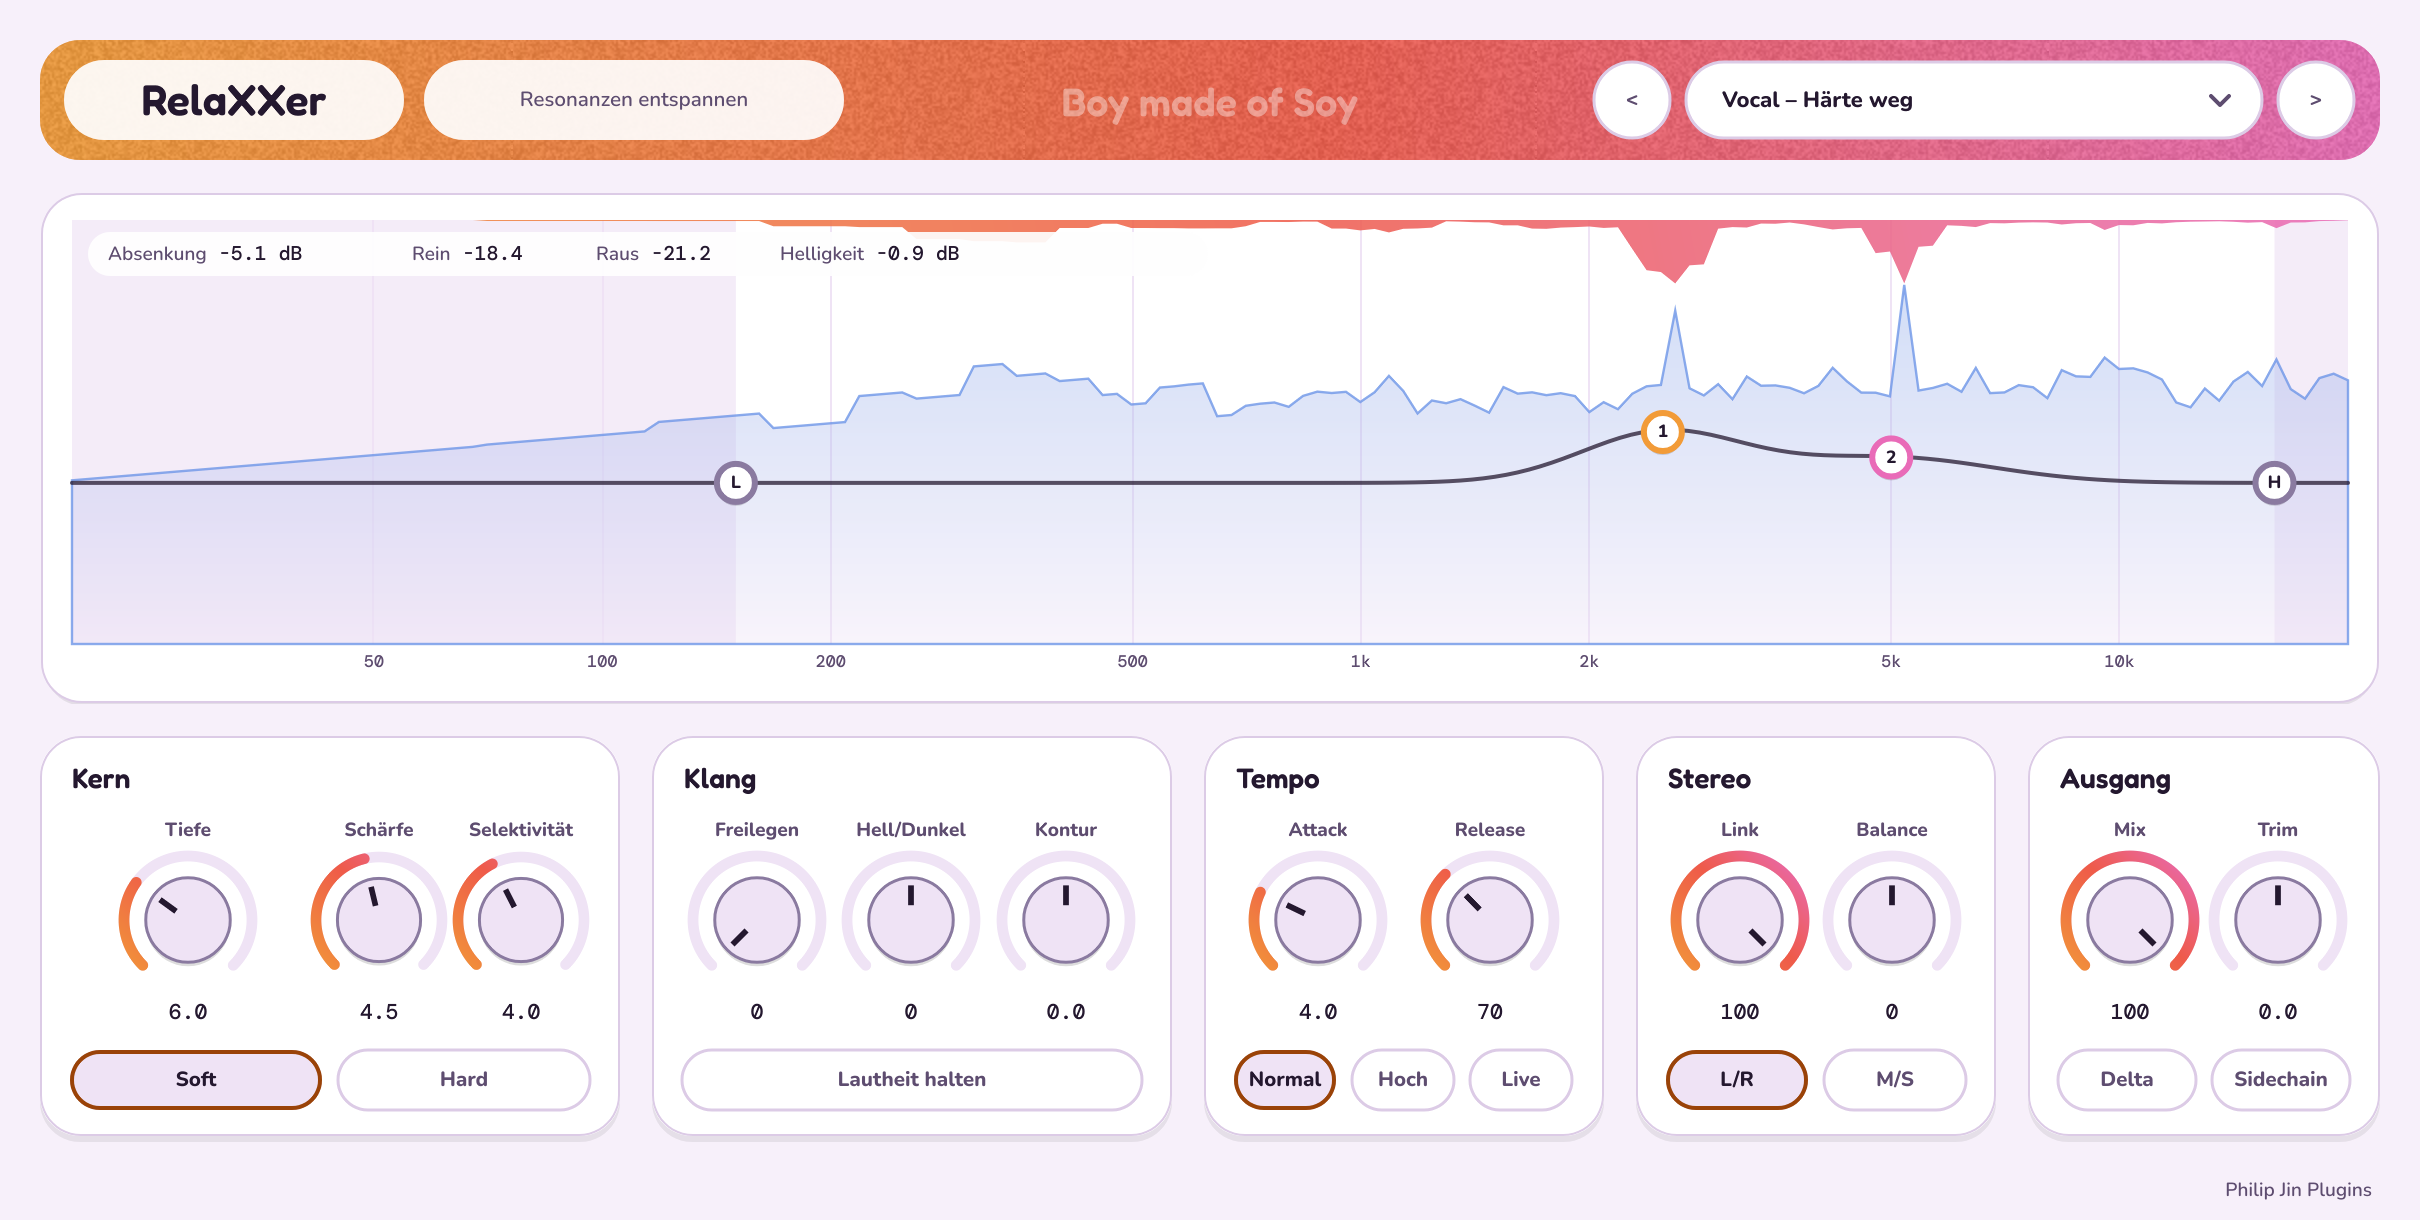 RelaXXer
Resonanzen entspannen
Boy made of Soy
<
Vocal – Härte weg
>
Absenkung -5.1 dB
Rein -18.4
Raus -21.2
Helligkeit -0.9 dB
1
2
L
H
50 100 200 500 1k 2k 5k 10k
Kern
Tiefe Schärfe Selektivität
6.0 4.5 4.0
Soft Hard
Klang
Freilegen Hell/Dunkel Kontur
0 0 0.0
Lautheit halten
Tempo
Attack Release
4.0 70
Normal Hoch Live
Stereo
Link Balance
100 0
L/R M/S
Ausgang
Mix Trim
100 0.0
Delta Sidechain
Philip Jin Plugins